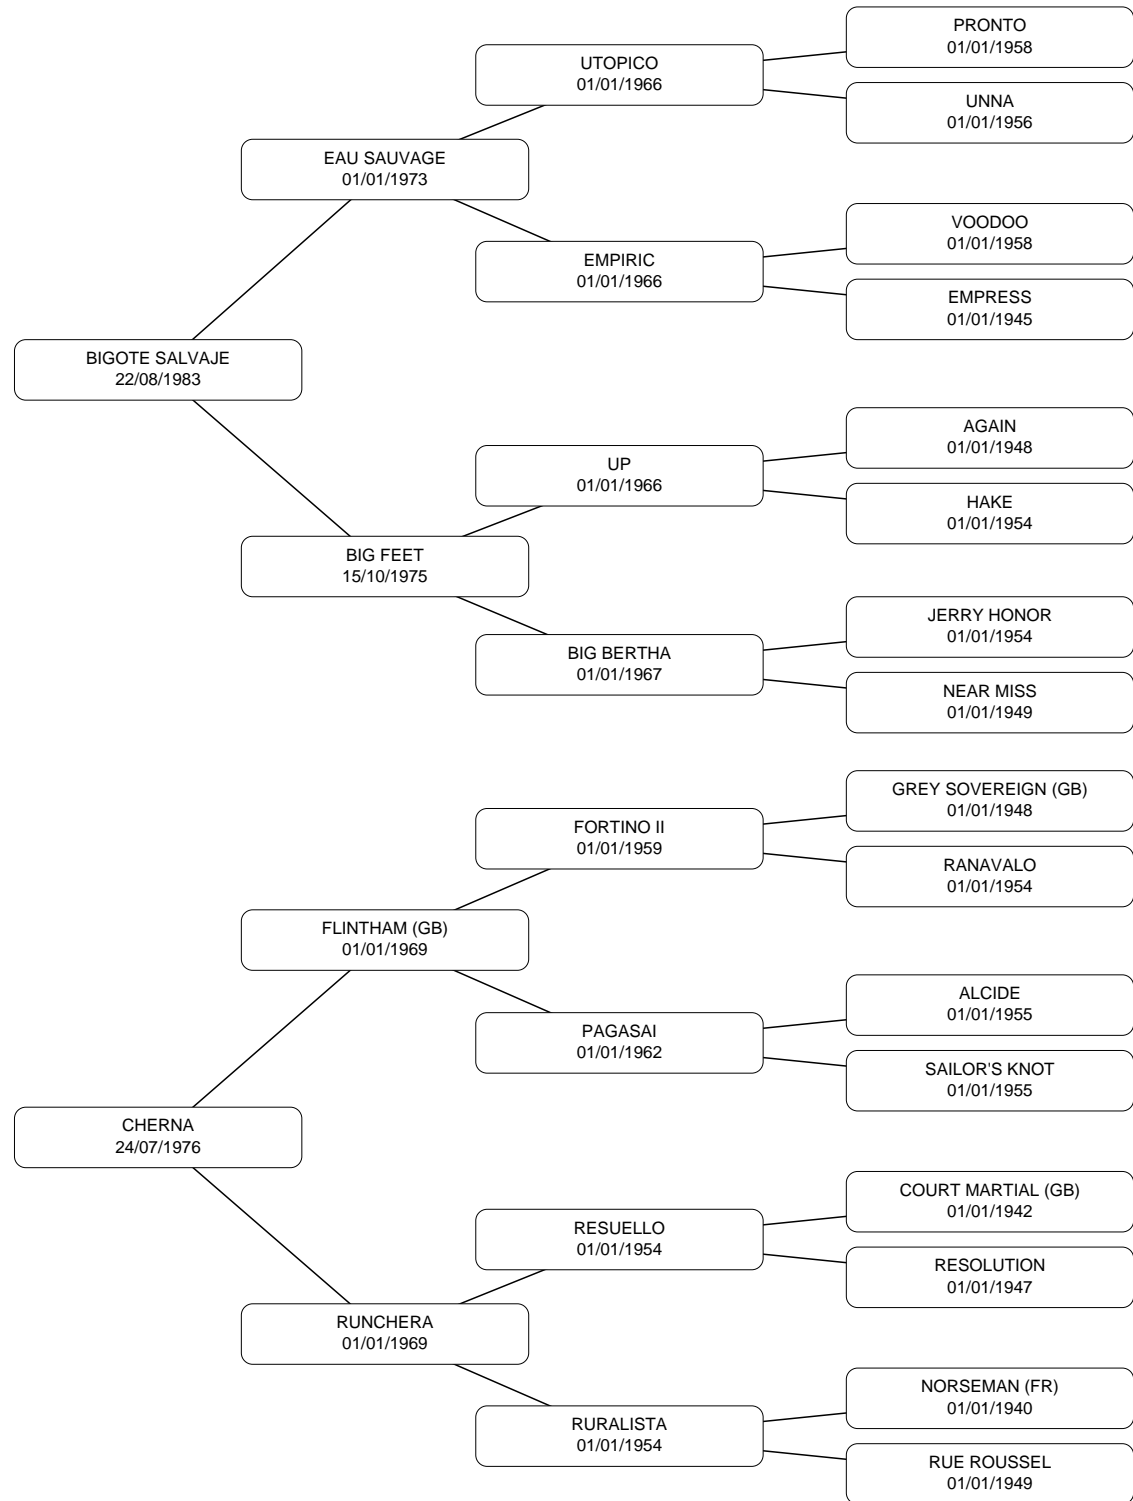 PRONTO
01/01/1958
UTOPICO
01/01/1966
UNNA
01/01/1956
EAU SAUVAGE
01/01/1973
VOODOO
01/01/1958
EMPIRIC
01/01/1966
EMPRESS
01/01/1945
BIGOTE SALVAJE
22/08/1983
AGAIN
01/01/1948
UP
01/01/1966
HAKE
01/01/1954
BIG FEET
15/10/1975
JERRY HONOR
01/01/1954
BIG BERTHA
01/01/1967
NEAR MISS
01/01/1949
GREY SOVEREIGN (GB)
01/01/1948
FORTINO II
01/01/1959
RANAVALO
01/01/1954
FLINTHAM (GB)
01/01/1969
ALCIDE
01/01/1955
PAGASAI
01/01/1962
SAILOR'S KNOT
01/01/1955
CHERNA
24/07/1976
COURT MARTIAL (GB)
01/01/1942
RESUELLO
01/01/1954
RESOLUTION
01/01/1947
RUNCHERA
01/01/1969
NORSEMAN (FR)
01/01/1940
RURALISTA
01/01/1954
RUE ROUSSEL
01/01/1949